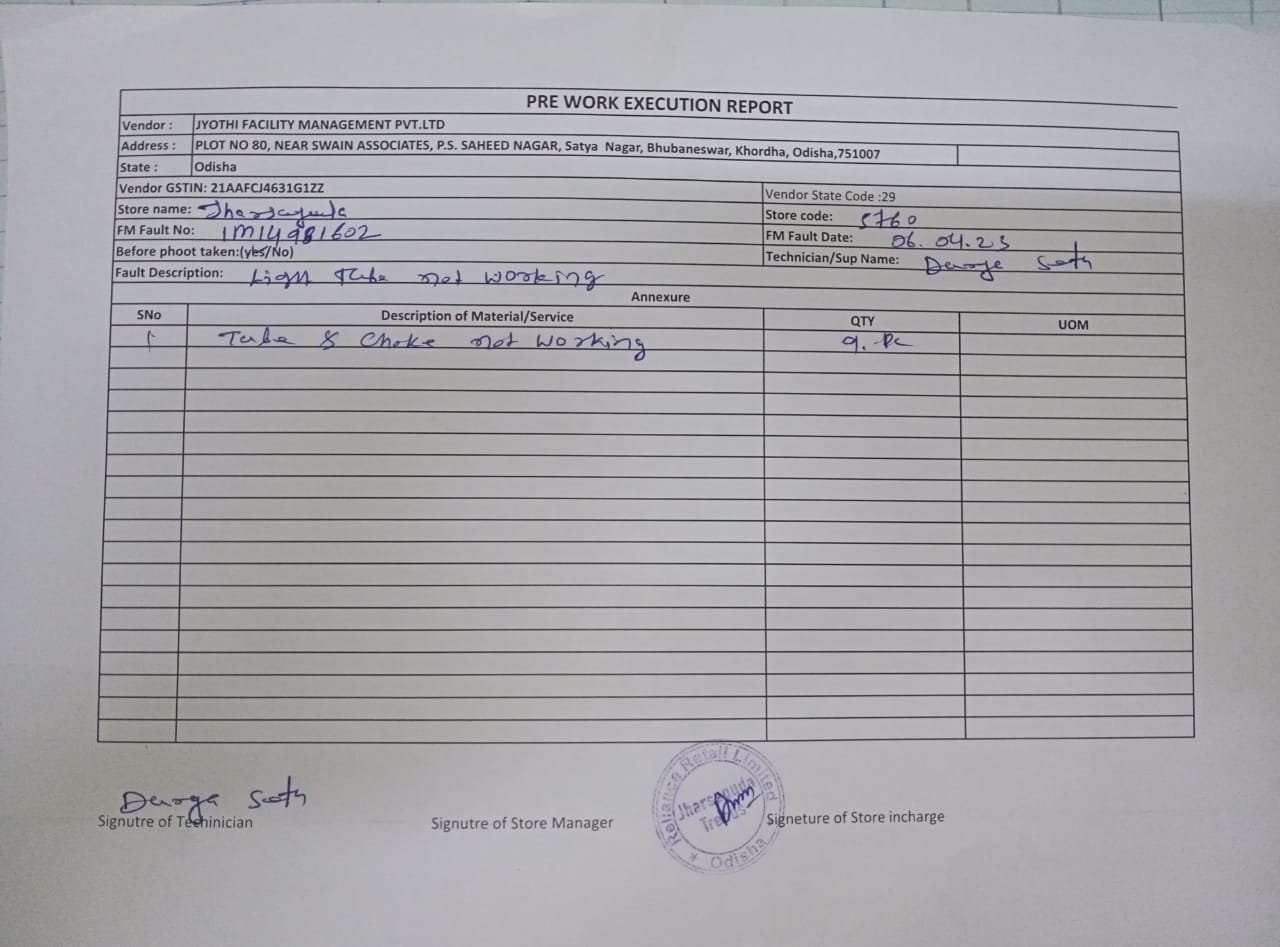 PRE WORK EXECUTION REPORT
Vendor : JYOTHI FACILITY MANAGEMENT PVT.LTD
Address : PLOT NO 80, NEAR SWAIN ASSOCIATES, P.S. SAHEED NAGAR, Satya Nagar, Bhubaneswar, Khordha, Odisha,751007
State : Odisha
Vendor GSTIN: 21AAFCJ4631G1ZZ Vendor State Code :29
Store name: Jharsuguda Store code: 5760
FM Fault No: 1M14981602 FM Fault Date: 06.04.23
Before phoot taken:(yes/No) Technician/Sup Name:
Fault Description: Light Tube not working
Annexure
SNo Description of Material/Service QTY UOM
1 Tube & Choke not working 9. Pc
Signutre of Techinician Signutre of Store Manager Signeture of Store incharge
Reliance Retail Limited
Jharsuguda
Trends
* Odisha